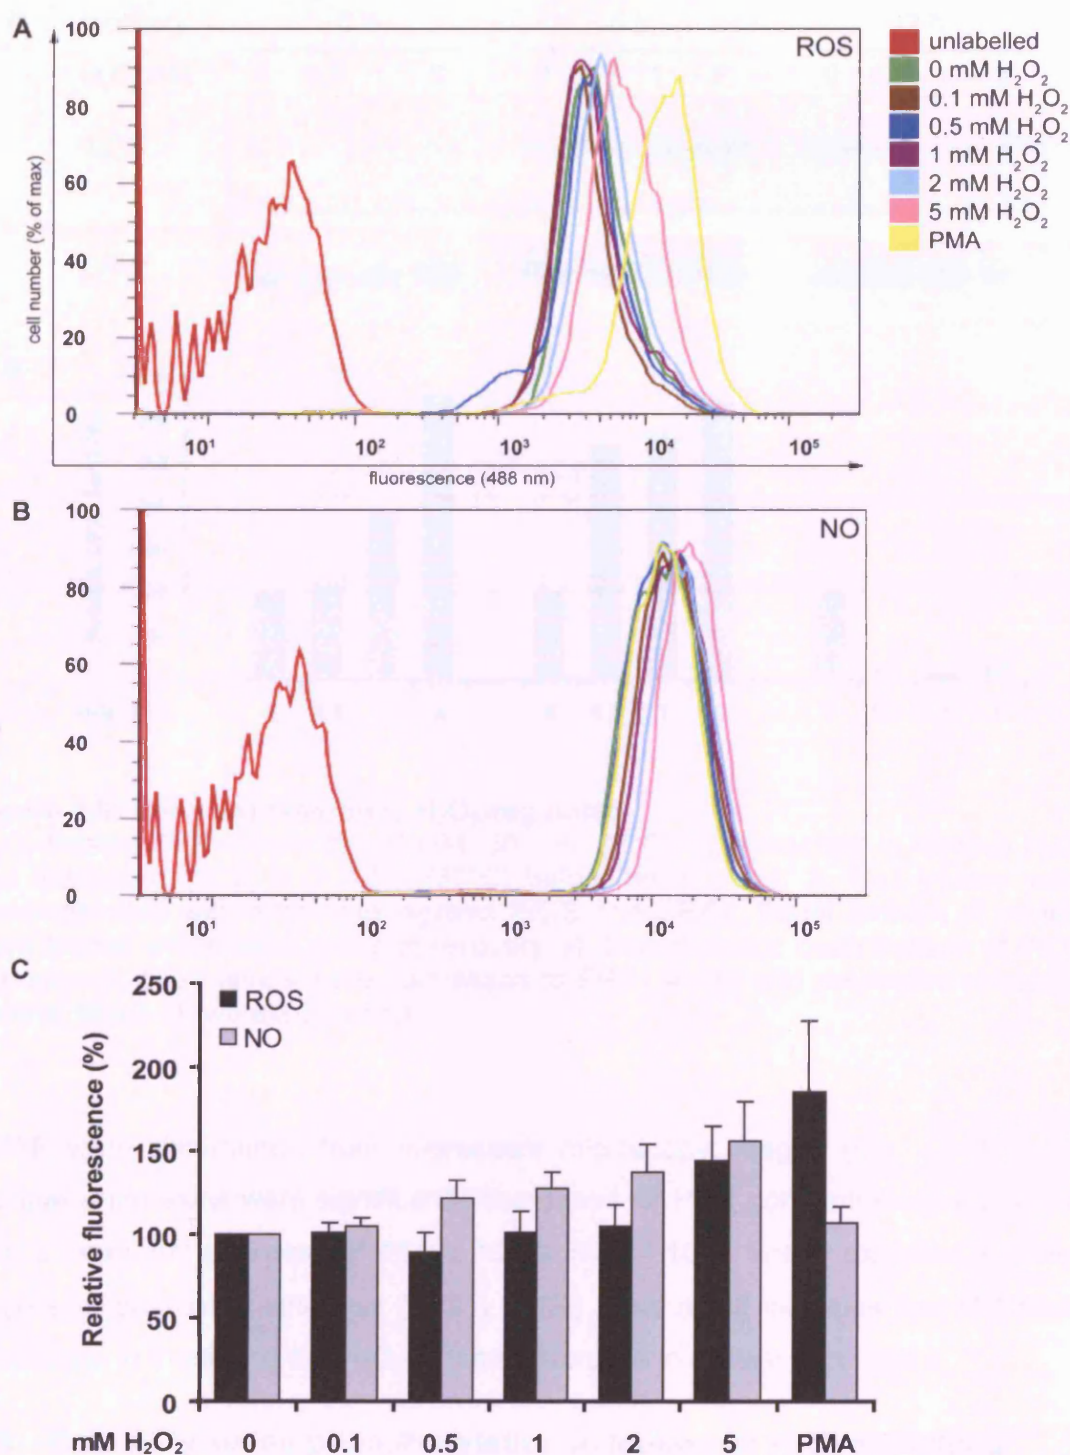 A
ROS
100
80
60
40
20
0
cell number (% of max)
10¹ 10² 10³ 10⁴ 10⁵
fluorescence (488 nm)
unlabelled
0 mM H₂O₂
0.1 mM H₂O₂
0.5 mM H₂O₂
1 mM H₂O₂
2 mM H₂O₂
5 mM H₂O₂
PMA
B
NO
100
80
60
40
20
0
10¹ 10² 10³ 10⁴ 10⁵
C
250
200
150
100
50
0
Relative fluorescence (%)
ROS
NO
mM H₂O₂ 0 0.1 0.5 1 2 5 PMA